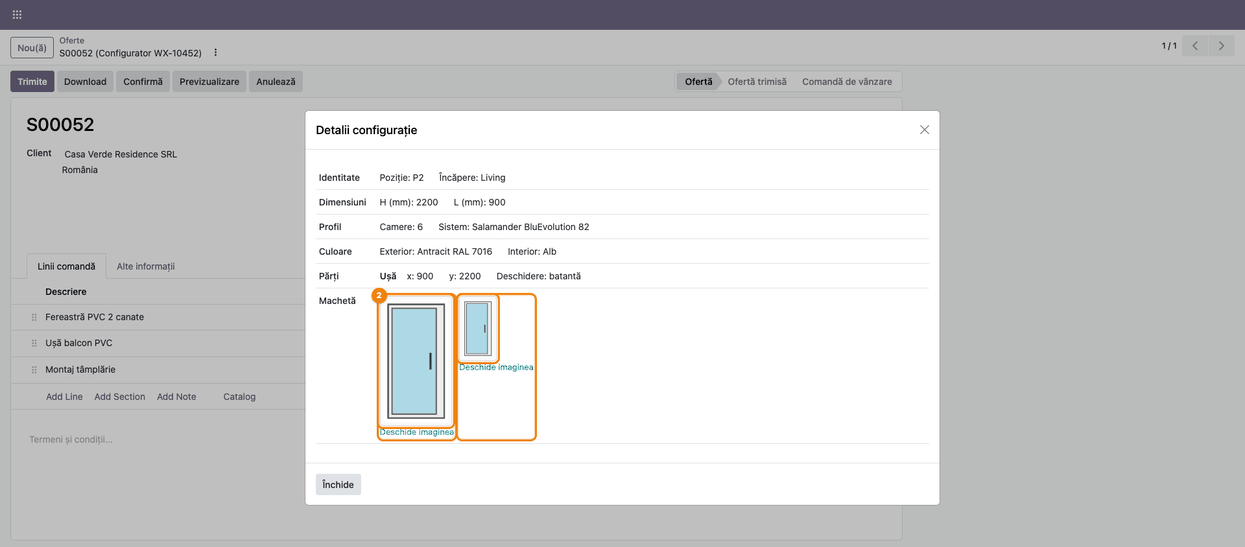 Nou(ă)
Oferte
S00052 (Configurator WX-10452)
1 / 1
Trimite
Download
Confirmă
Previzualizare
Anulează
Ofertă
Ofertă trimisă
Comandă de vânzare
S00052
Client
Casa Verde Residence SRL
România
Linii comandă
Alte informații
Descriere
Fereastră PVC 2 canate
Ușă balcon PVC
Montaj tâmplărie
Add Line
Add Section
Add Note
Catalog
Termeni și condiții...
Detalii configurație
Identitate Poziție: P2 Încăpere: Living
Dimensiuni H (mm): 2200 L (mm): 900
Profil Camere: 6 Sistem: Salamander BluEvolution 82
Culoare Exterior: Antracit RAL 7016 Interior: Alb
Părți Ușă x: 900 y: 2200 Deschidere: batantă
Machetă
2
Deschide imaginea
Deschide imaginea
Închide